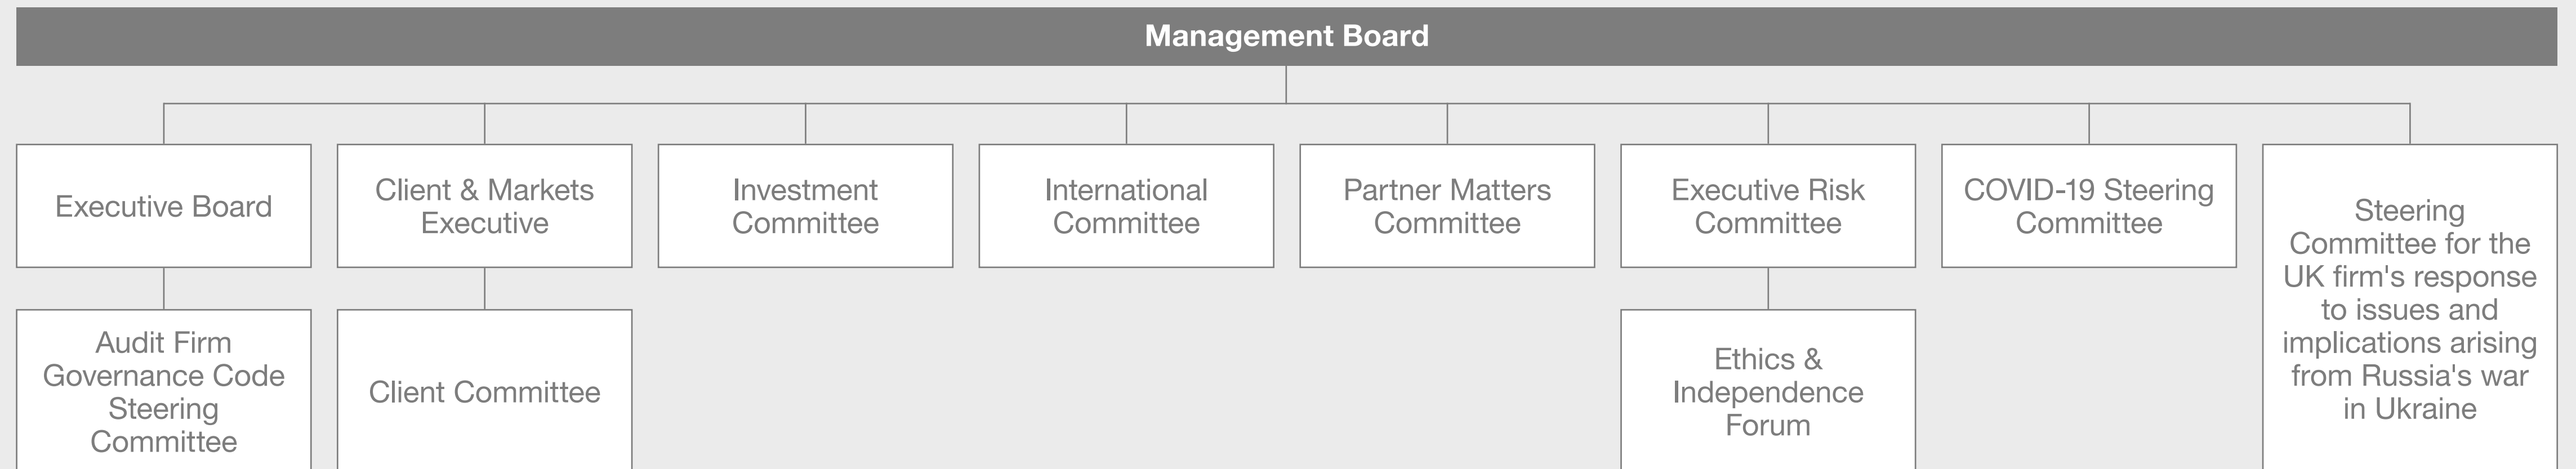 Management Board
Executive Board
Client & Markets
Executive
Investment
Committee
International
Committee
Partner Matters
Committee
Executive Risk
Committee
COVID-19 Steering
Committee
Steering
Committee for the
UK firm's response
to issues and
implications arising
from Russia's war
in Ukraine
Audit Firm
Governance Code
Steering
Committee
Client Committee
Ethics &
Independence
Forum